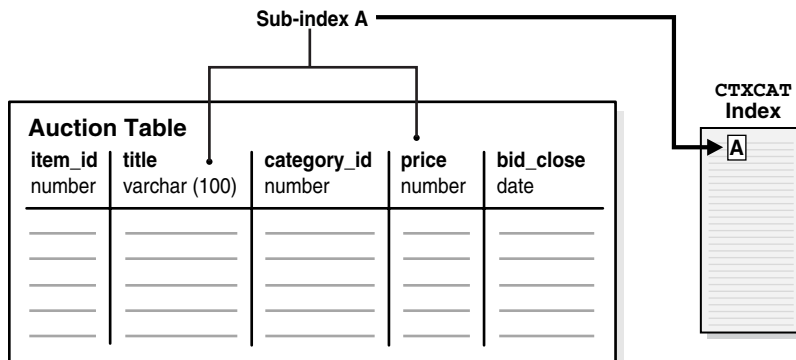 Sub-index A
CTXCAT
Index
A
Auction Table
item_id title category_id price bid_close
number varchar (100) number number date